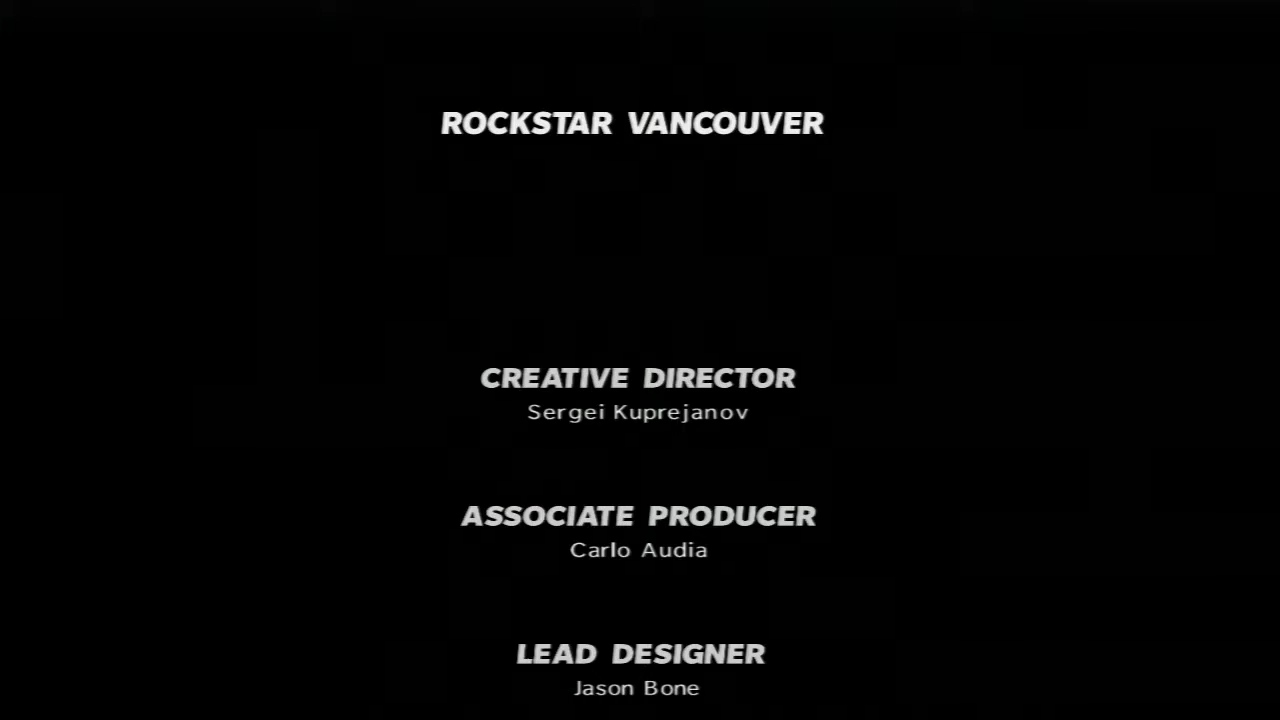 ROCKSTAR VANCOUVER
CREATIVE DIRECTOR
Sergei Kuprejanov
ASSOCIATE PRODUCER
Carlo Audia
LEAD DESIGNER
Jason Bone